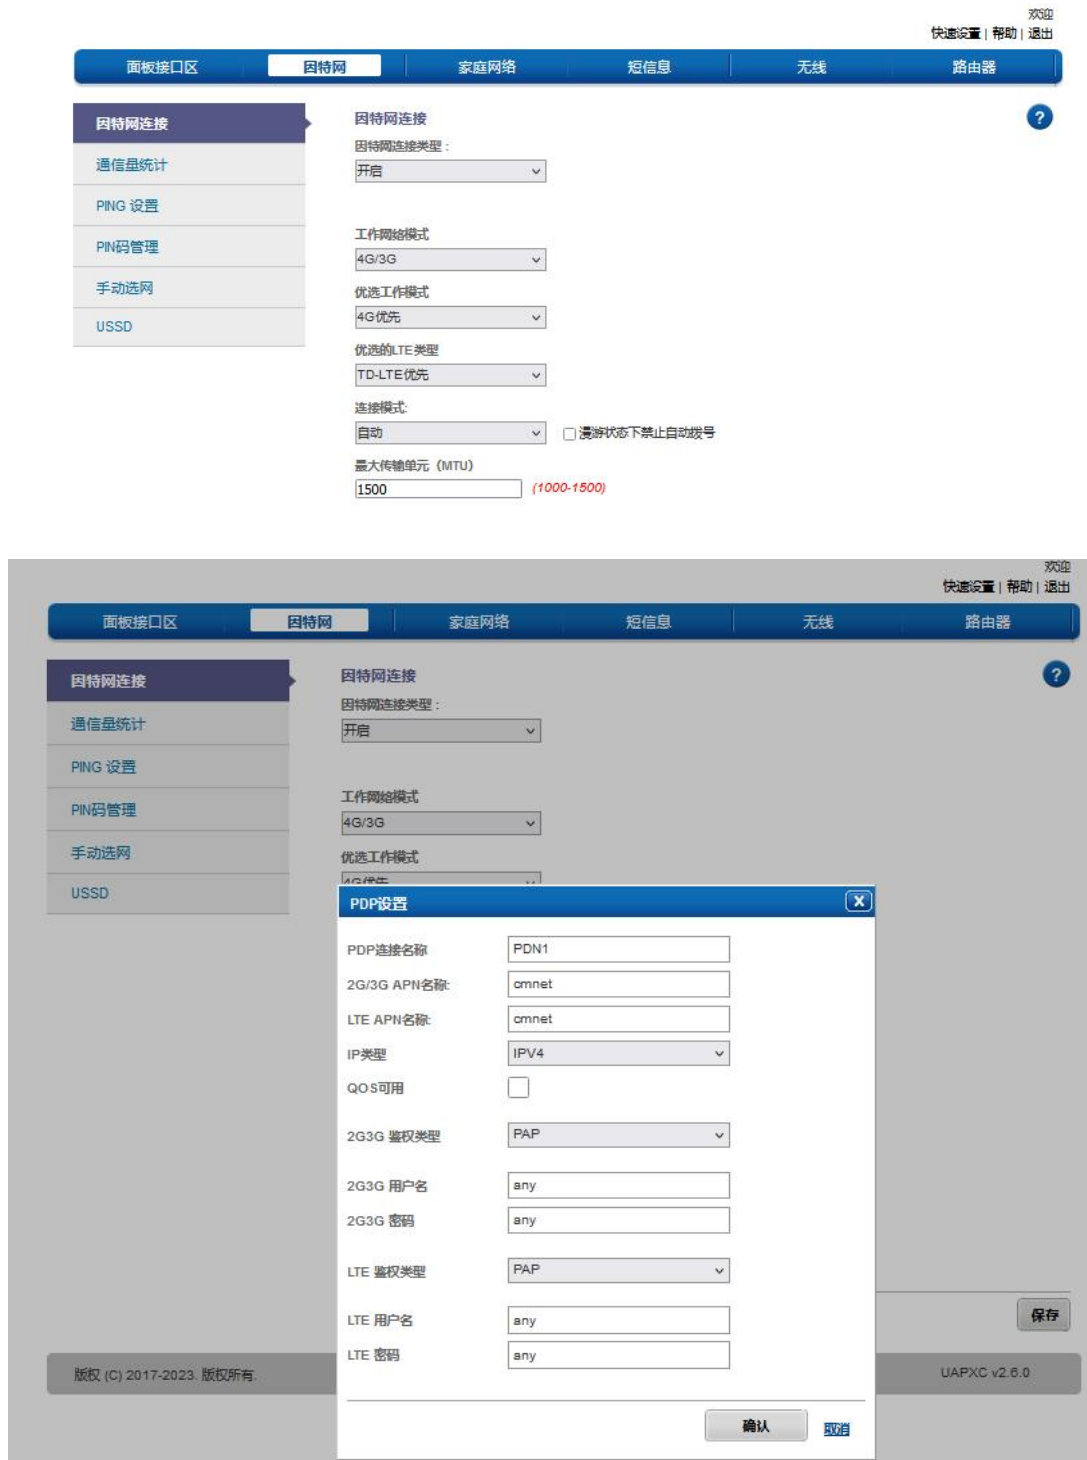 欢迎
快速设置 | 帮助 | 退出
面板接口区 因特网 家庭网络 短信息 无线 路由器
因特网连接
通信量统计
PING 设置
PIN码管理
手动选网
USSD
因特网连接
?
因特网连接类型 :
开启
工作网络模式
4G/3G
优选工作模式
4G优先
优选的LTE类型
TD-LTE优先
连接模式:
自动
漫游状态下禁止自动拨号
最大传输单元（MTU）
1500 (1000-1500)
欢迎
快速设置 | 帮助 | 退出
面板接口区 因特网 家庭网络 短信息 无线 路由器
因特网连接
通信量统计
PING 设置
PIN码管理
手动选网
USSD
因特网连接
?
因特网连接类型 :
开启
工作网络模式
4G/3G
优选工作模式
4G优先
PDP设置 X
PDP连接名称 PDN1
2G/3G APN名称: cmnet
LTE APN名称: cmnet
IP类型 IPV4
QOS可用
2G3G 鉴权类型 PAP
2G3G 用户名 any
2G3G 密码 any
LTE 鉴权类型 PAP
LTE 用户名 any
LTE 密码 any
确认 取消
保存
版权 (C) 2017-2023. 版权所有.
UAPXC v2.6.0